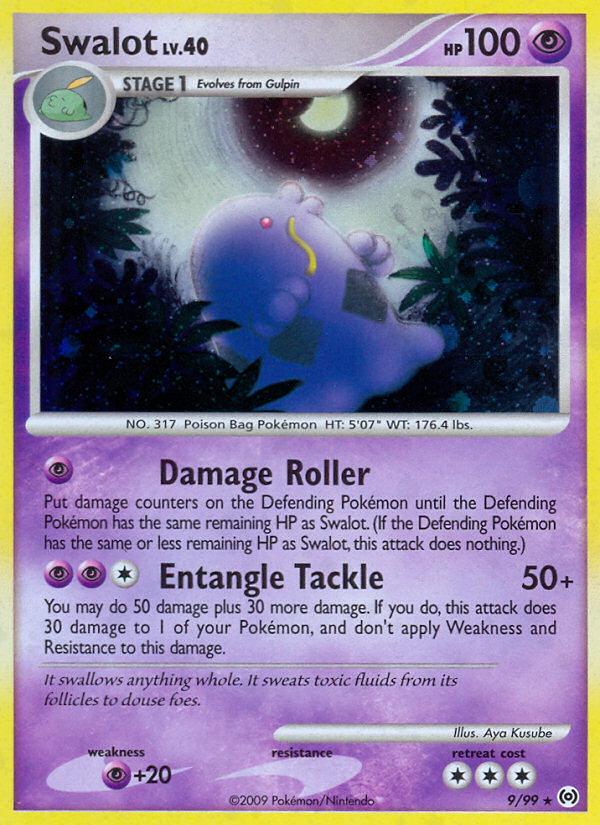 Swalot LV.40
HP 100
STAGE 1 Evolves from Gulpin
NO. 317 Poison Bag Pokémon HT: 5'07" WT: 176.4 lbs.
Damage Roller
Put damage counters on the Defending Pokémon until the Defending
Pokémon has the same remaining HP as Swalot. (If the Defending Pokémon
has the same or less remaining HP as Swalot, this attack does nothing.)
Entangle Tackle 50+
You may do 50 damage plus 30 more damage. If you do, this attack does
30 damage to 1 of your Pokémon, and don't apply Weakness and
Resistance to this damage.
It swallows anything whole. It sweats toxic fluids from its
follicles to douse foes.
Illus. Aya Kusube
weakness resistance retreat cost
+20
©2009 Pokémon/Nintendo
9/99 ★